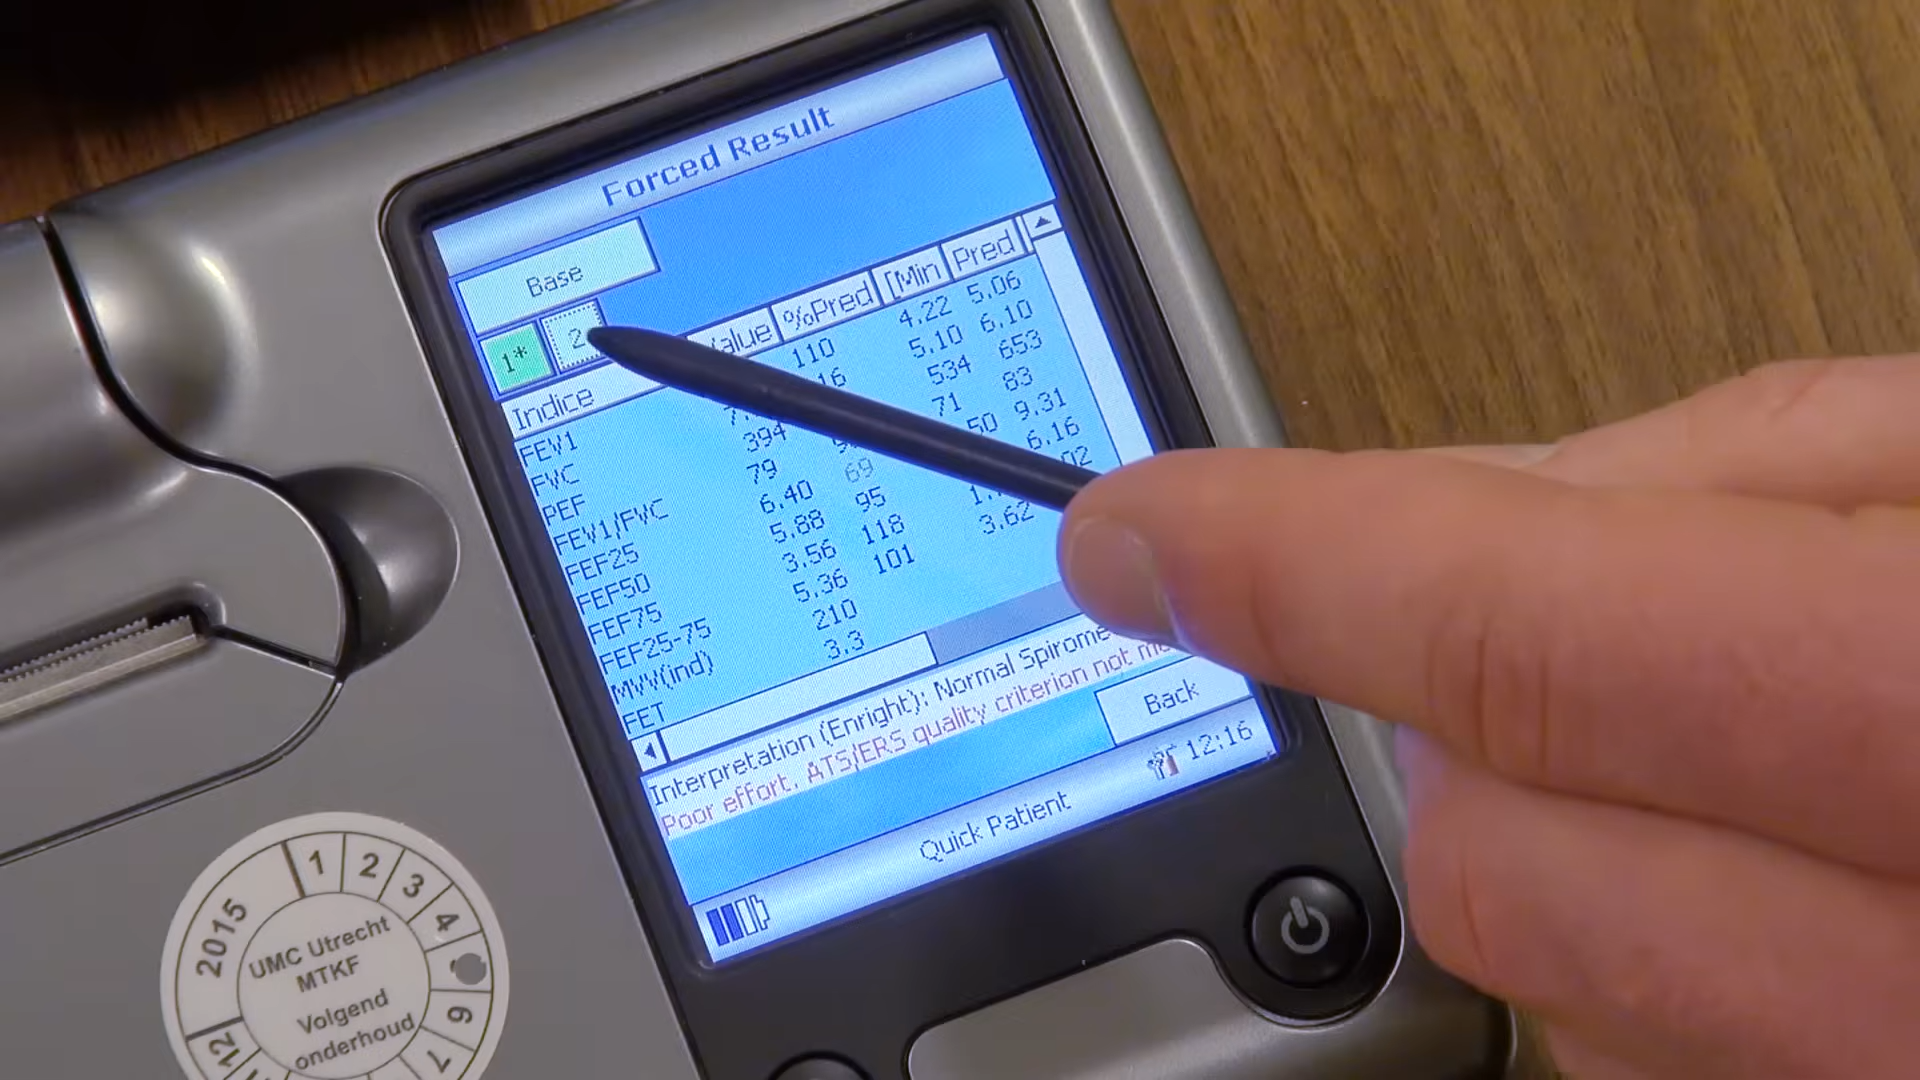 Forced Result
Base
1* 2
Indice %Pred [Min Pred
FEV1 110 4.22 5.06
FVC 5.10 6.10
PEF 394 534 653
FEV1/FVC 79 71 83
FEF25 6.40 69 9.31
FEF50 5.88 95 6.16
FEF75 3.56 118
FEF25-75 5.36 101 3.62
MVV(ind) 210
FET 3.3
Interpretation (Enright): Normal
Poor effort. ATS/ERS quality criterion not
Back
12:16
Quick Patient
2015 1 2 3 4 6 7 12
UMC Utrecht
MTKF
Volgend
onderhoud